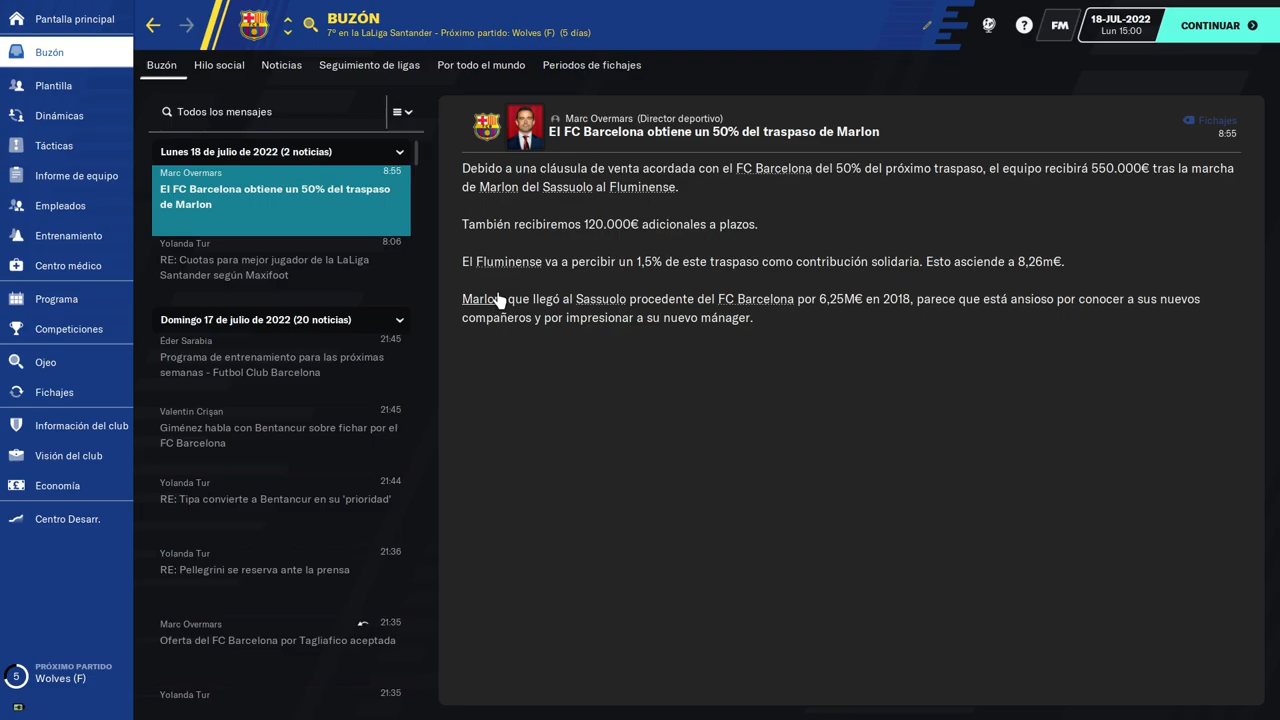 Pantalla principal
Buzón
Plantilla
Dinámicas
Tácticas
Informe de equipo
Empleados
Entrenamiento
Centro médico
Programa
Competiciones
Ojeo
Fichajes
Información del club
Visión del club
Economía
Centro Desarr.
5
PRÓXIMO PARTIDO
Wolves (F)
BUZÓN
7º en la LaLiga Santander - Próximo partido: Wolves (F) (5 días)
?
FM
18-JUL-2022
Lun 15:00
CONTINUAR
Buzón Hilo social Noticias Seguimiento de ligas Por todo el mundo Periodos de fichajes
Todos los mensajes
Lunes 18 de julio de 2022 (2 noticias)
Marc Overmars 8:55
El FC Barcelona obtiene un 50% del traspaso
de Marlon
Yolanda Tur 8:06
RE: Cuotas para mejor jugador de la LaLiga
Santander según Maxifoot
Domingo 17 de julio de 2022 (20 noticias)
Éder Sarabia 21:45
Programa de entrenamiento para las próximas
semanas - Futbol Club Barcelona
Valentin Crişan 21:45
Giménez habla con Bentancur sobre fichar por el
FC Barcelona
Yolanda Tur 21:44
RE: Tipa convierte a Bentancur en su 'prioridad'
Yolanda Tur 21:36
RE: Pellegrini se reserva ante la prensa
Marc Overmars 21:35
Oferta del FC Barcelona por Tagliafico aceptada
Yolanda Tur 21:35
Marc Overmars (Director deportivo)
El FC Barcelona obtiene un 50% del traspaso de Marlon
Fichajes
8:55
Debido a una cláusula de venta acordada con el FC Barcelona del 50% del próximo traspaso, el equipo recibirá 550.000€ tras la marcha
de Marlon del Sassuolo al Fluminense.
También recibiremos 120.000€ adicionales a plazos.
El Fluminense va a percibir un 1,5% de este traspaso como contribución solidaria. Esto asciende a 8,26m€.
Marlon, que llegó al Sassuolo procedente del FC Barcelona por 6,25M€ en 2018, parece que está ansioso por conocer a sus nuevos
compañeros y por impresionar a su nuevo mánager.